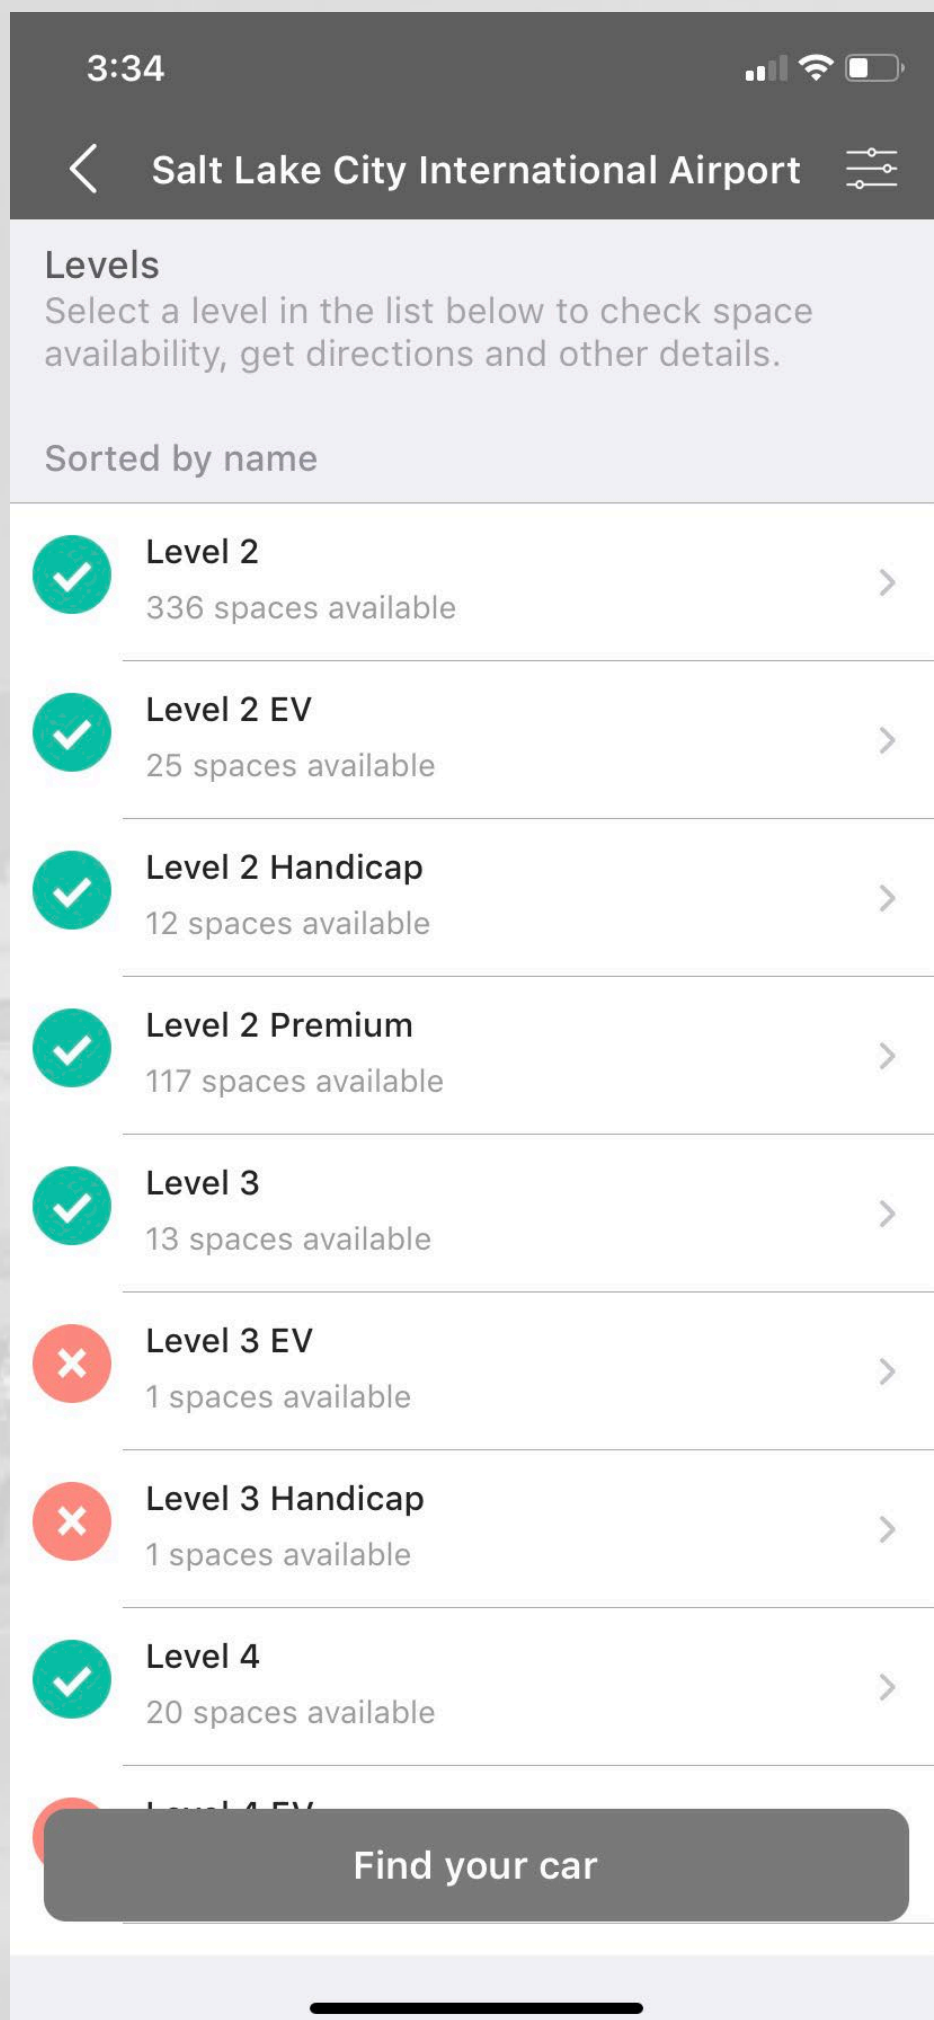 3:34
Salt Lake City International Airport
Levels
Select a level in the list below to check space
availability, get directions and other details.
Sorted by name
Level 2
336 spaces available
Level 2 EV
25 spaces available
Level 2 Handicap
12 spaces available
Level 2 Premium
117 spaces available
Level 3
13 spaces available
Level 3 EV
1 spaces available
Level 3 Handicap
1 spaces available
Level 4
20 spaces available
Level 4 EV
Find your car